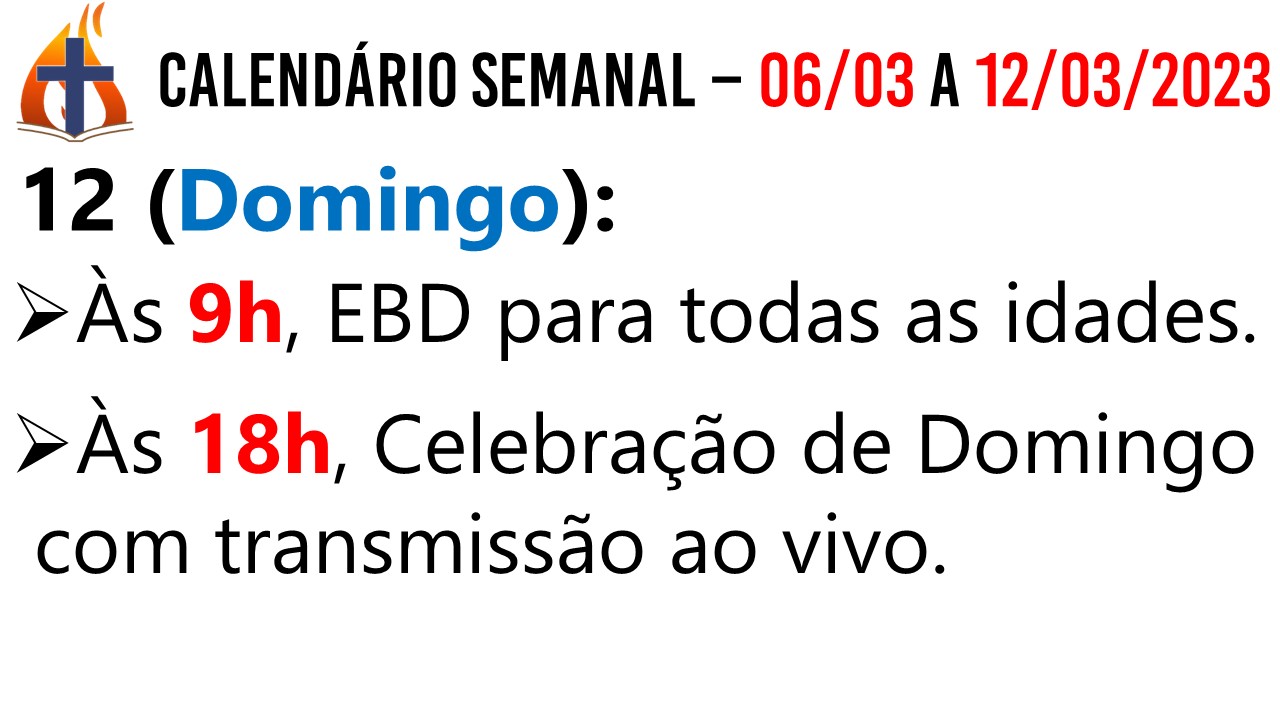 CALENDÁRIO SEMANAL – 06/03 A 12/03/2023
12 (Domingo):
➢Às 9h, EBD para todas as idades.
➢Às 18h, Celebração de Domingo
com transmissão ao vivo.